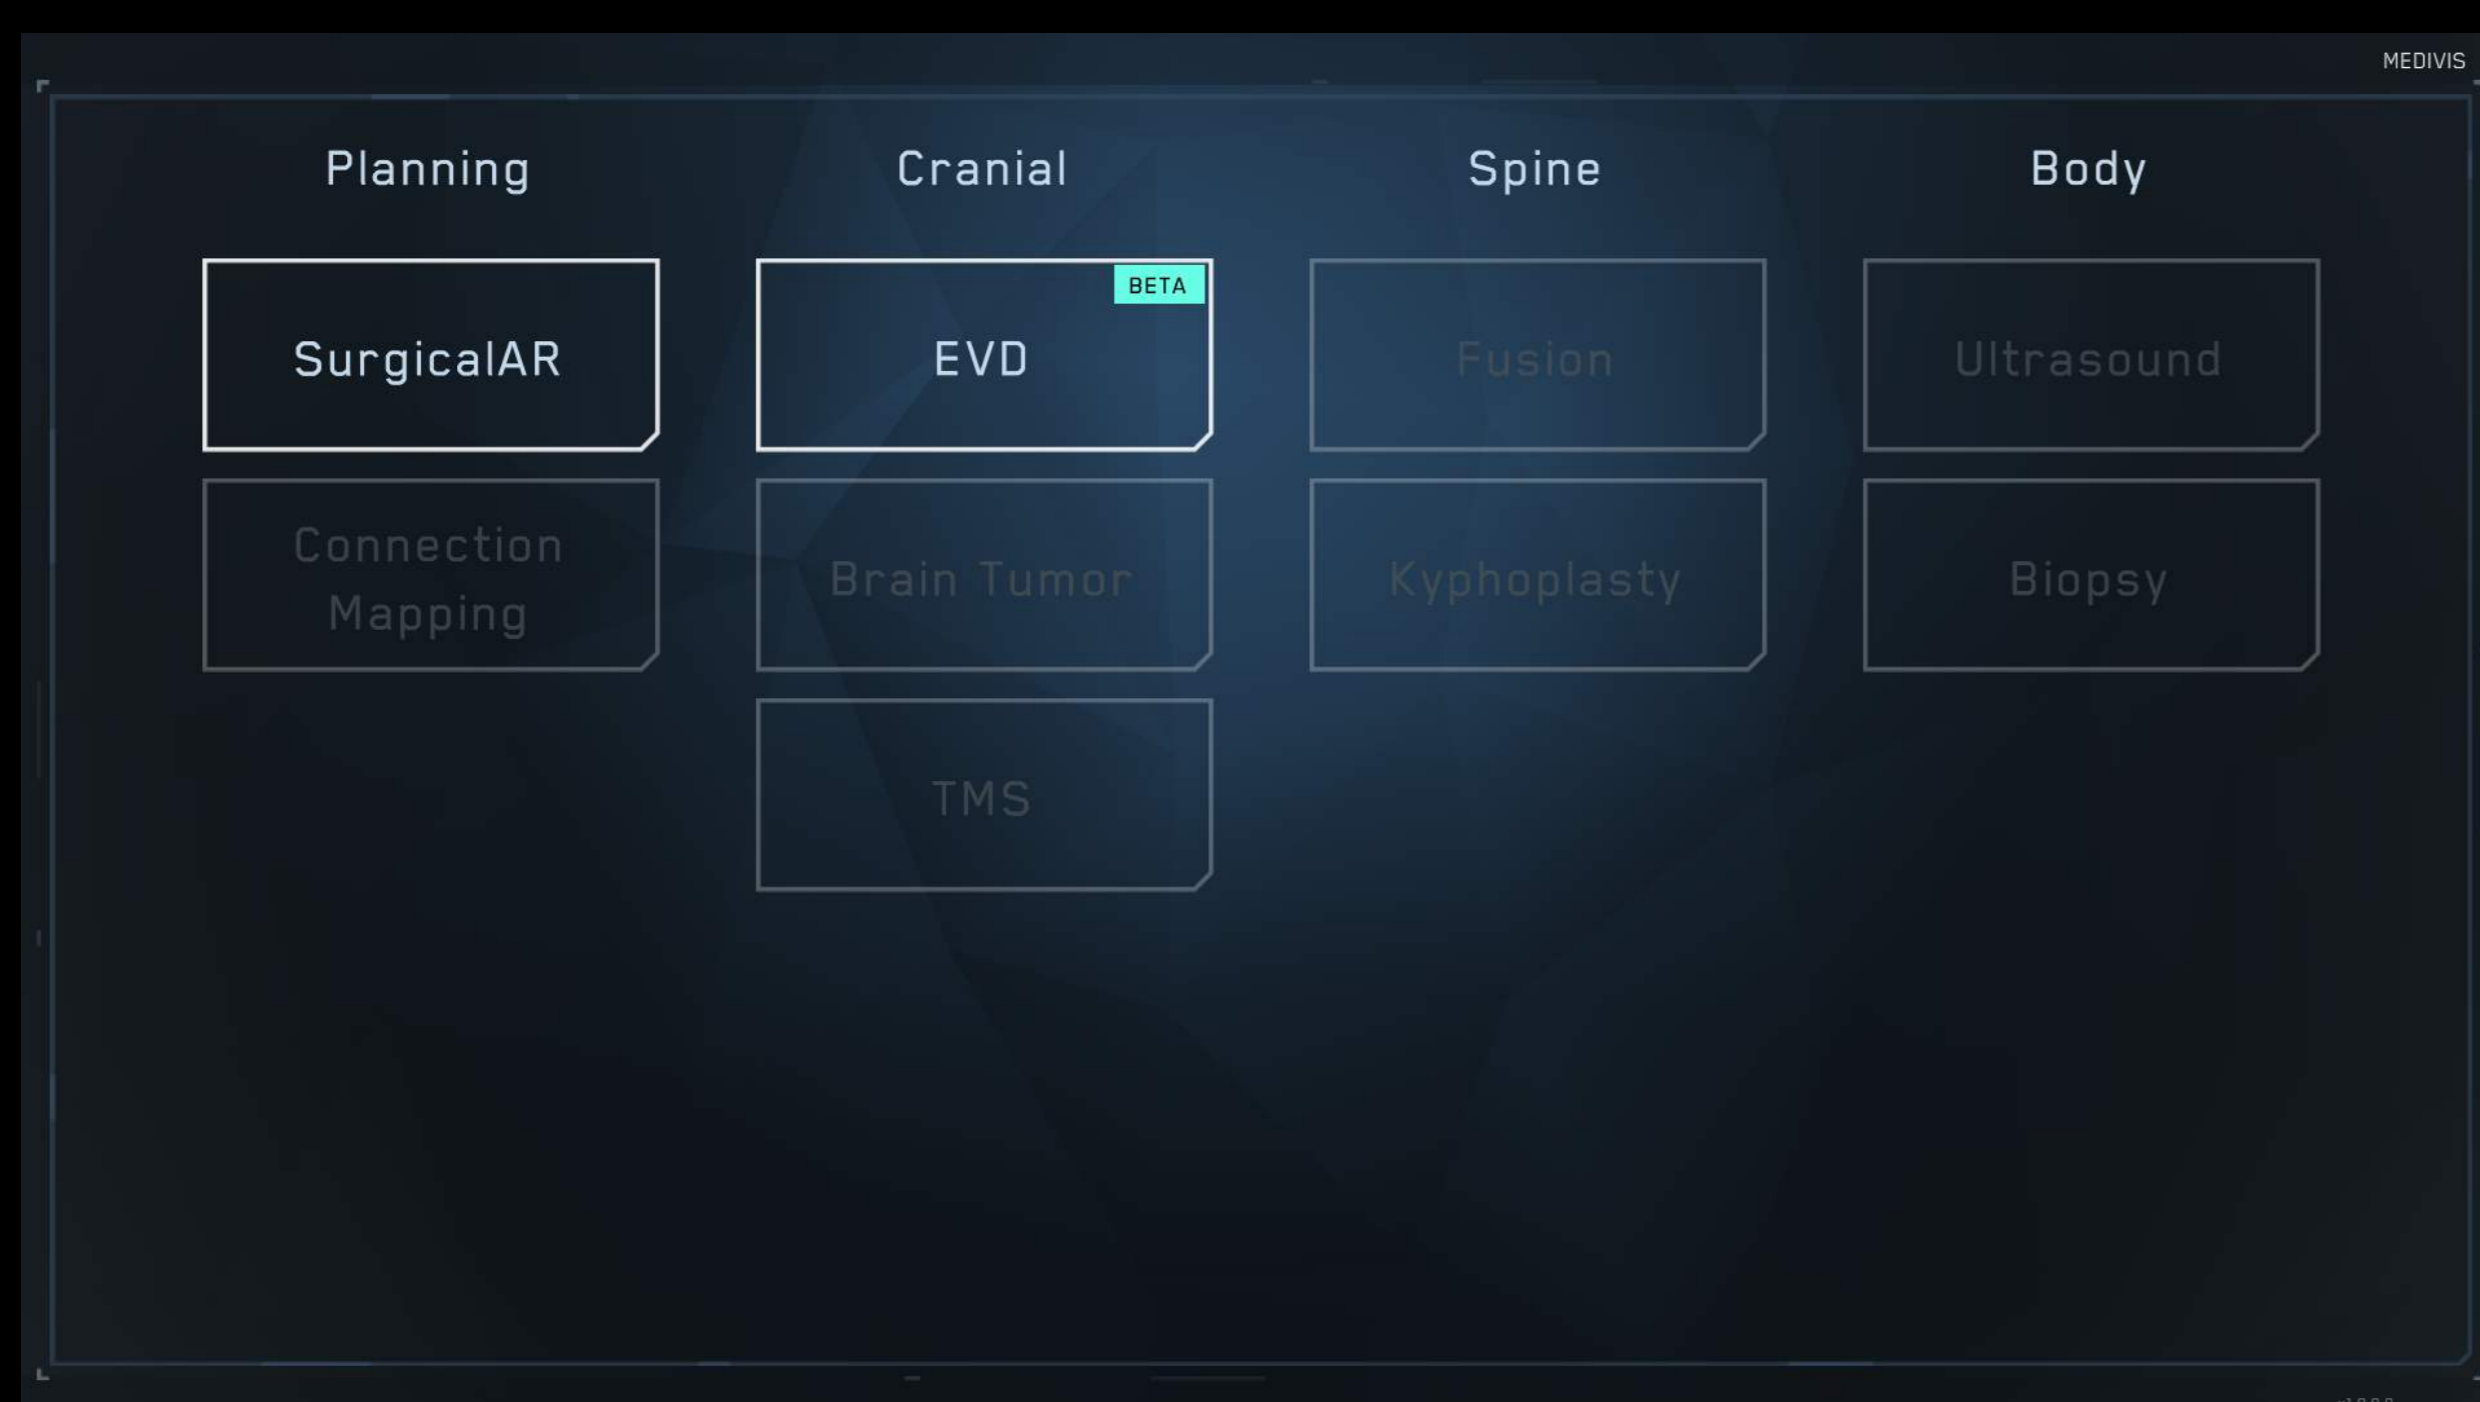 MEDIVIS
Planning
Cranial
Spine
Body
SurgicalAR
BETA
EVD
Fusion
Ultrasound
Connection
Mapping
Brain Tumor
Kyphoplasty
Biopsy
TMS